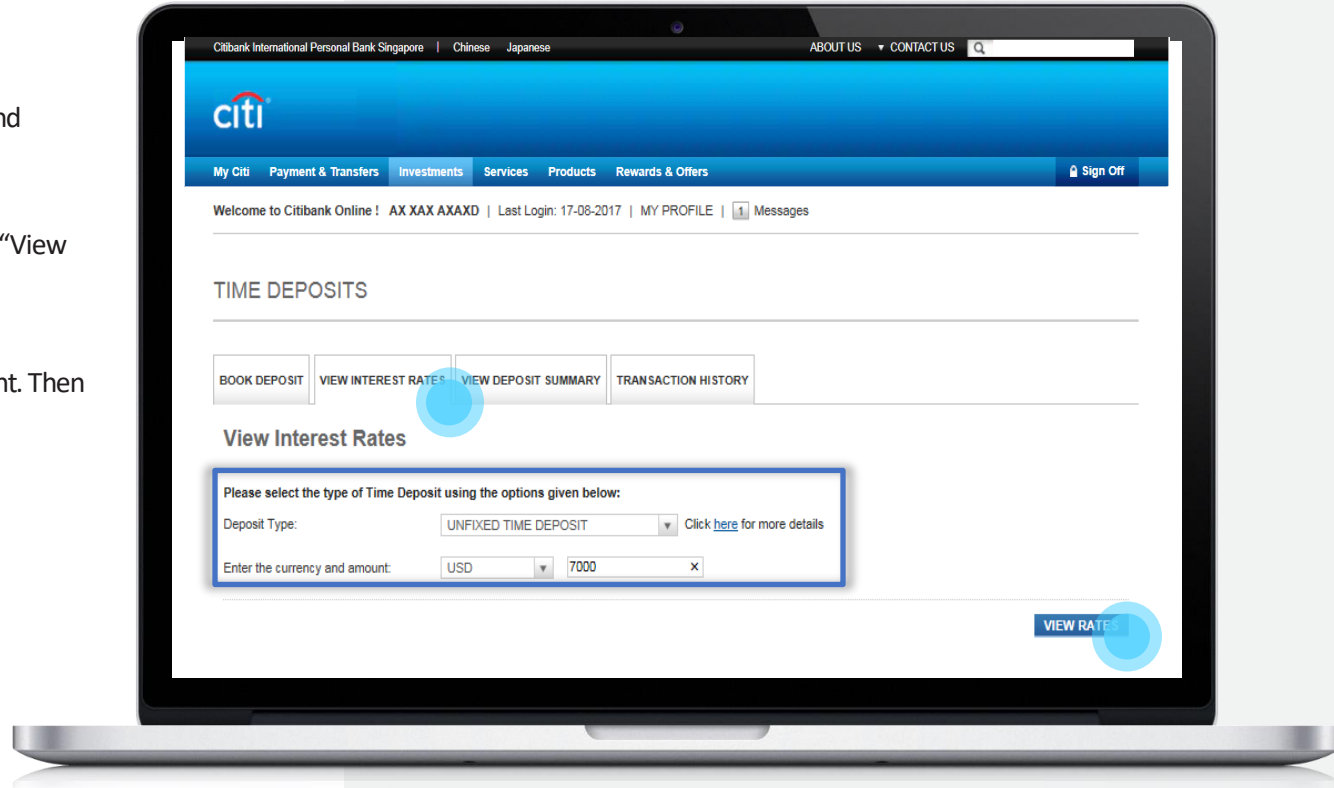 nd
"View
nt. Then
Citibank International Personal Bank Singapore | Chinese Japanese ABOUT US ▼ CONTACT US
citi
My Citi Payment & Transfers Investments Services Products Rewards & Offers Sign Off
Welcome to Citibank Online ! AX XAX AXAXD | Last Login: 17-08-2017 | MY PROFILE | 1 Messages
TIME DEPOSITS
BOOK DEPOSIT VIEW INTEREST RATES VIEW DEPOSIT SUMMARY TRANSACTION HISTORY
View Interest Rates
Please select the type of Time Deposit using the options given below:
Deposit Type: UNFIXED TIME DEPOSIT Click here for more details
Enter the currency and amount: USD 7000 ×
VIEW RATES